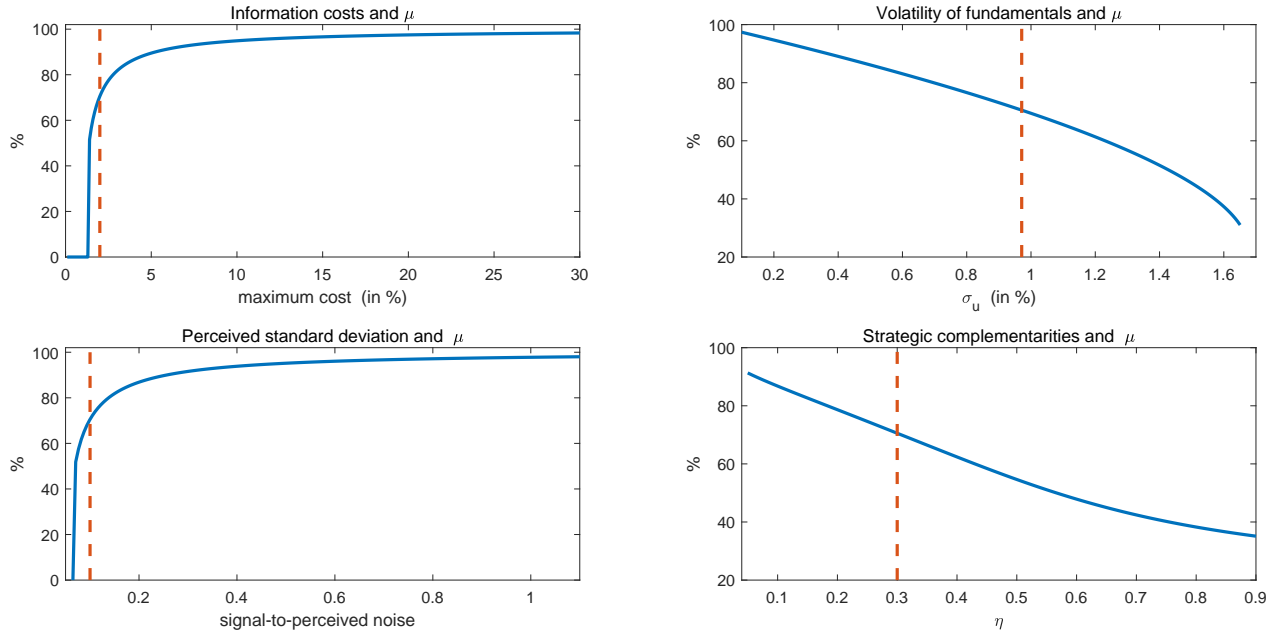 Information costs and μ
%
100
80
60
40
20
0
0 5 10 15 20 25 30
maximum cost (in %)
Volatility of fundamentals and μ
%
100
80
60
40
20
0.2 0.4 0.6 0.8 1 1.2 1.4 1.6
σu (in %)
Perceived standard deviation and μ
%
100
80
60
40
20
0
0.2 0.4 0.6 0.8 1
signal-to-perceived noise
Strategic complementarities and μ
%
100
80
60
40
20
0.1 0.2 0.3 0.4 0.5 0.6 0.7 0.8 0.9
η